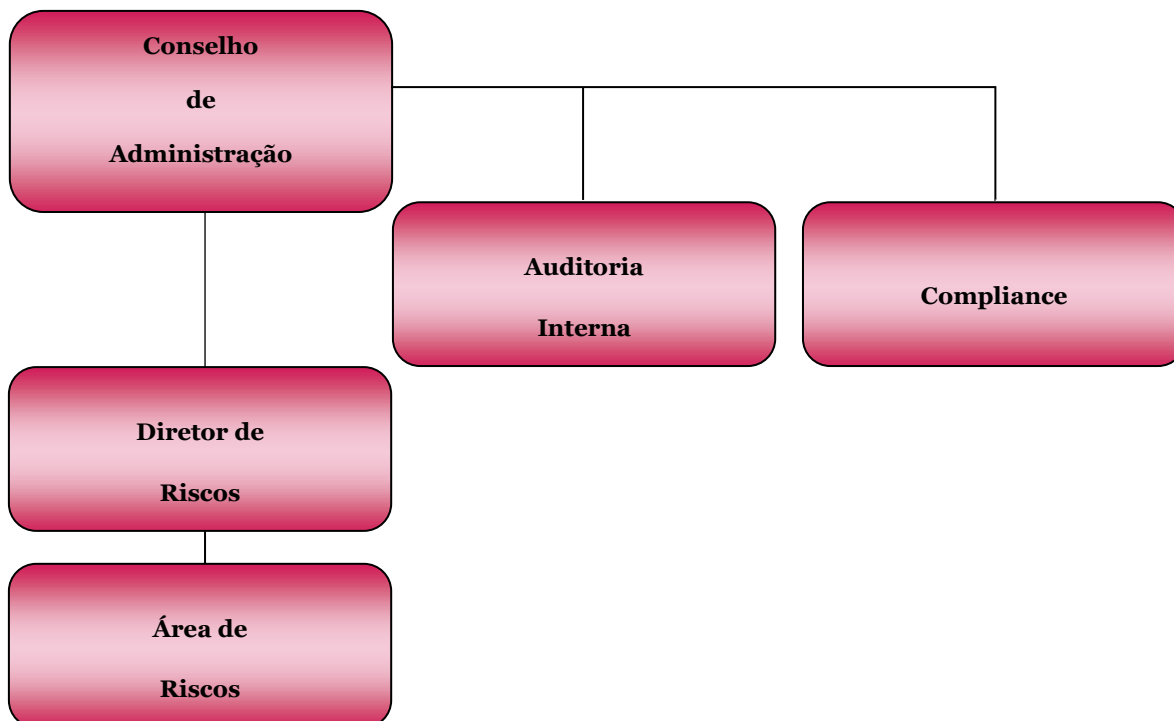 Conselho
de
Administração
Auditoria
Interna
Compliance
Diretor de
Riscos
Área de
Riscos